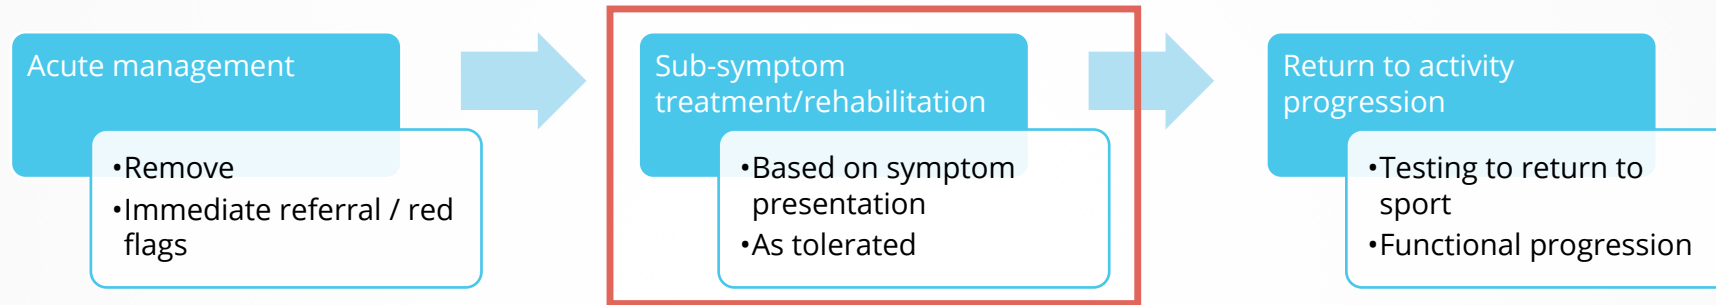 Acute management
•Remove
•Immediate referral / red
flags
Sub-symptom
treatment/rehabilitation
•Based on symptom
presentation
•As tolerated
Return to activity
progression
•Testing to return to
sport
•Functional progression